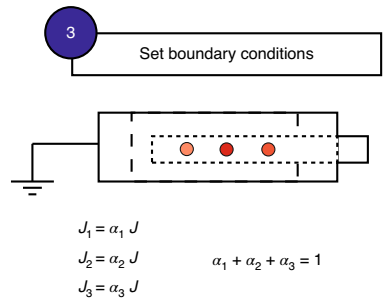 3
Set boundary conditions
J₁ = α₁ J
J₂ = α₂ J
α₁ + α₂ + α₃ = 1
J₃ = α₃ J